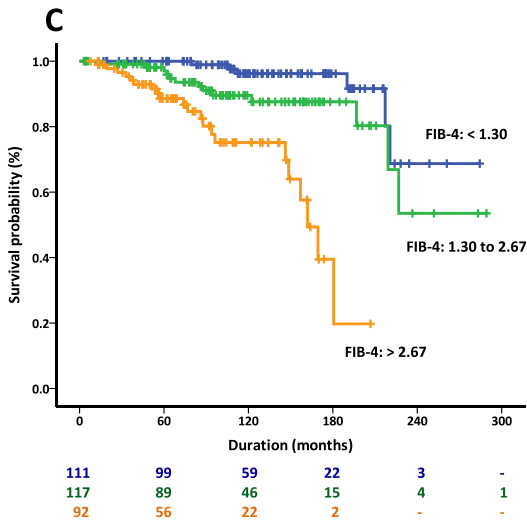 C
1.0
0.8
0.6
0.4
0.2
0.0
Survival probability (%)
FIB-4: < 1.30
FIB-4: 1.30 to 2.67
FIB-4: > 2.67
0 60 120 180 240 300
Duration (months)
111 99 59 22 3 -
117 89 46 15 4 1
92 56 22 2 - -